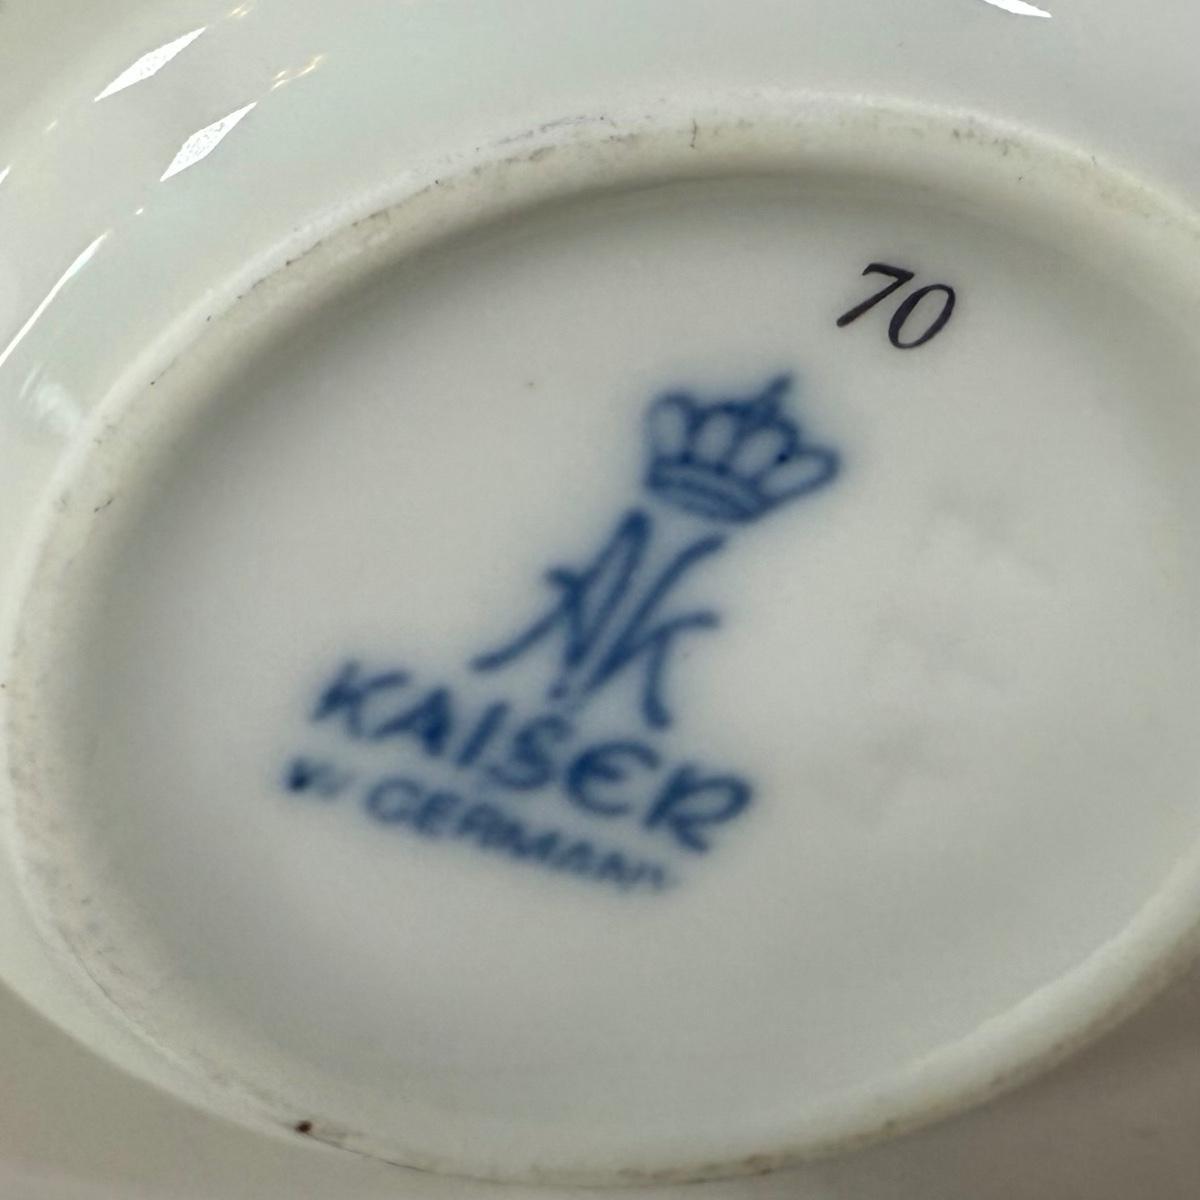 70
AK
KAISER
W. GERMANY